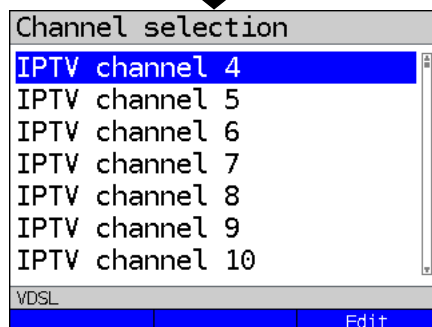 Channel selection
IPTV channel 4
IPTV channel 5
IPTV channel 6
IPTV channel 7
IPTV channel 8
IPTV channel 9
IPTV channel 10
VDSL
Edit